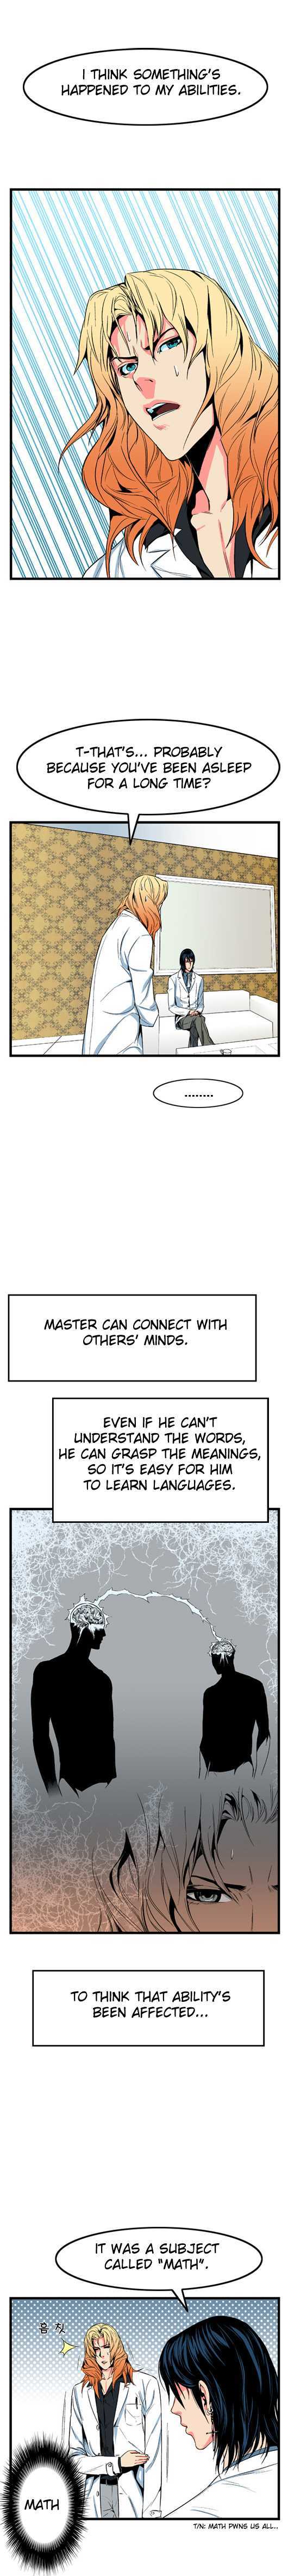 I THINK SOMETHING'S
HAPPENED TO MY ABILITIES.
T-THAT'S... PROBABLY
BECAUSE YOU'VE BEEN ASLEEP
FOR A LONG TIME?
........
MASTER CAN CONNECT WITH
OTHERS' MINDS.
EVEN IF HE CAN'T
UNDERSTAND THE WORDS,
HE CAN GRASP THE MEANINGS,
SO IT'S EASY FOR HIM
TO LEARN LANGUAGES.
TO THINK THAT ABILITY'S
BEEN AFFECTED...
IT WAS A SUBJECT
CALLED "MATH".
움찔
MATH
T/N: MATH PWNS US ALL..